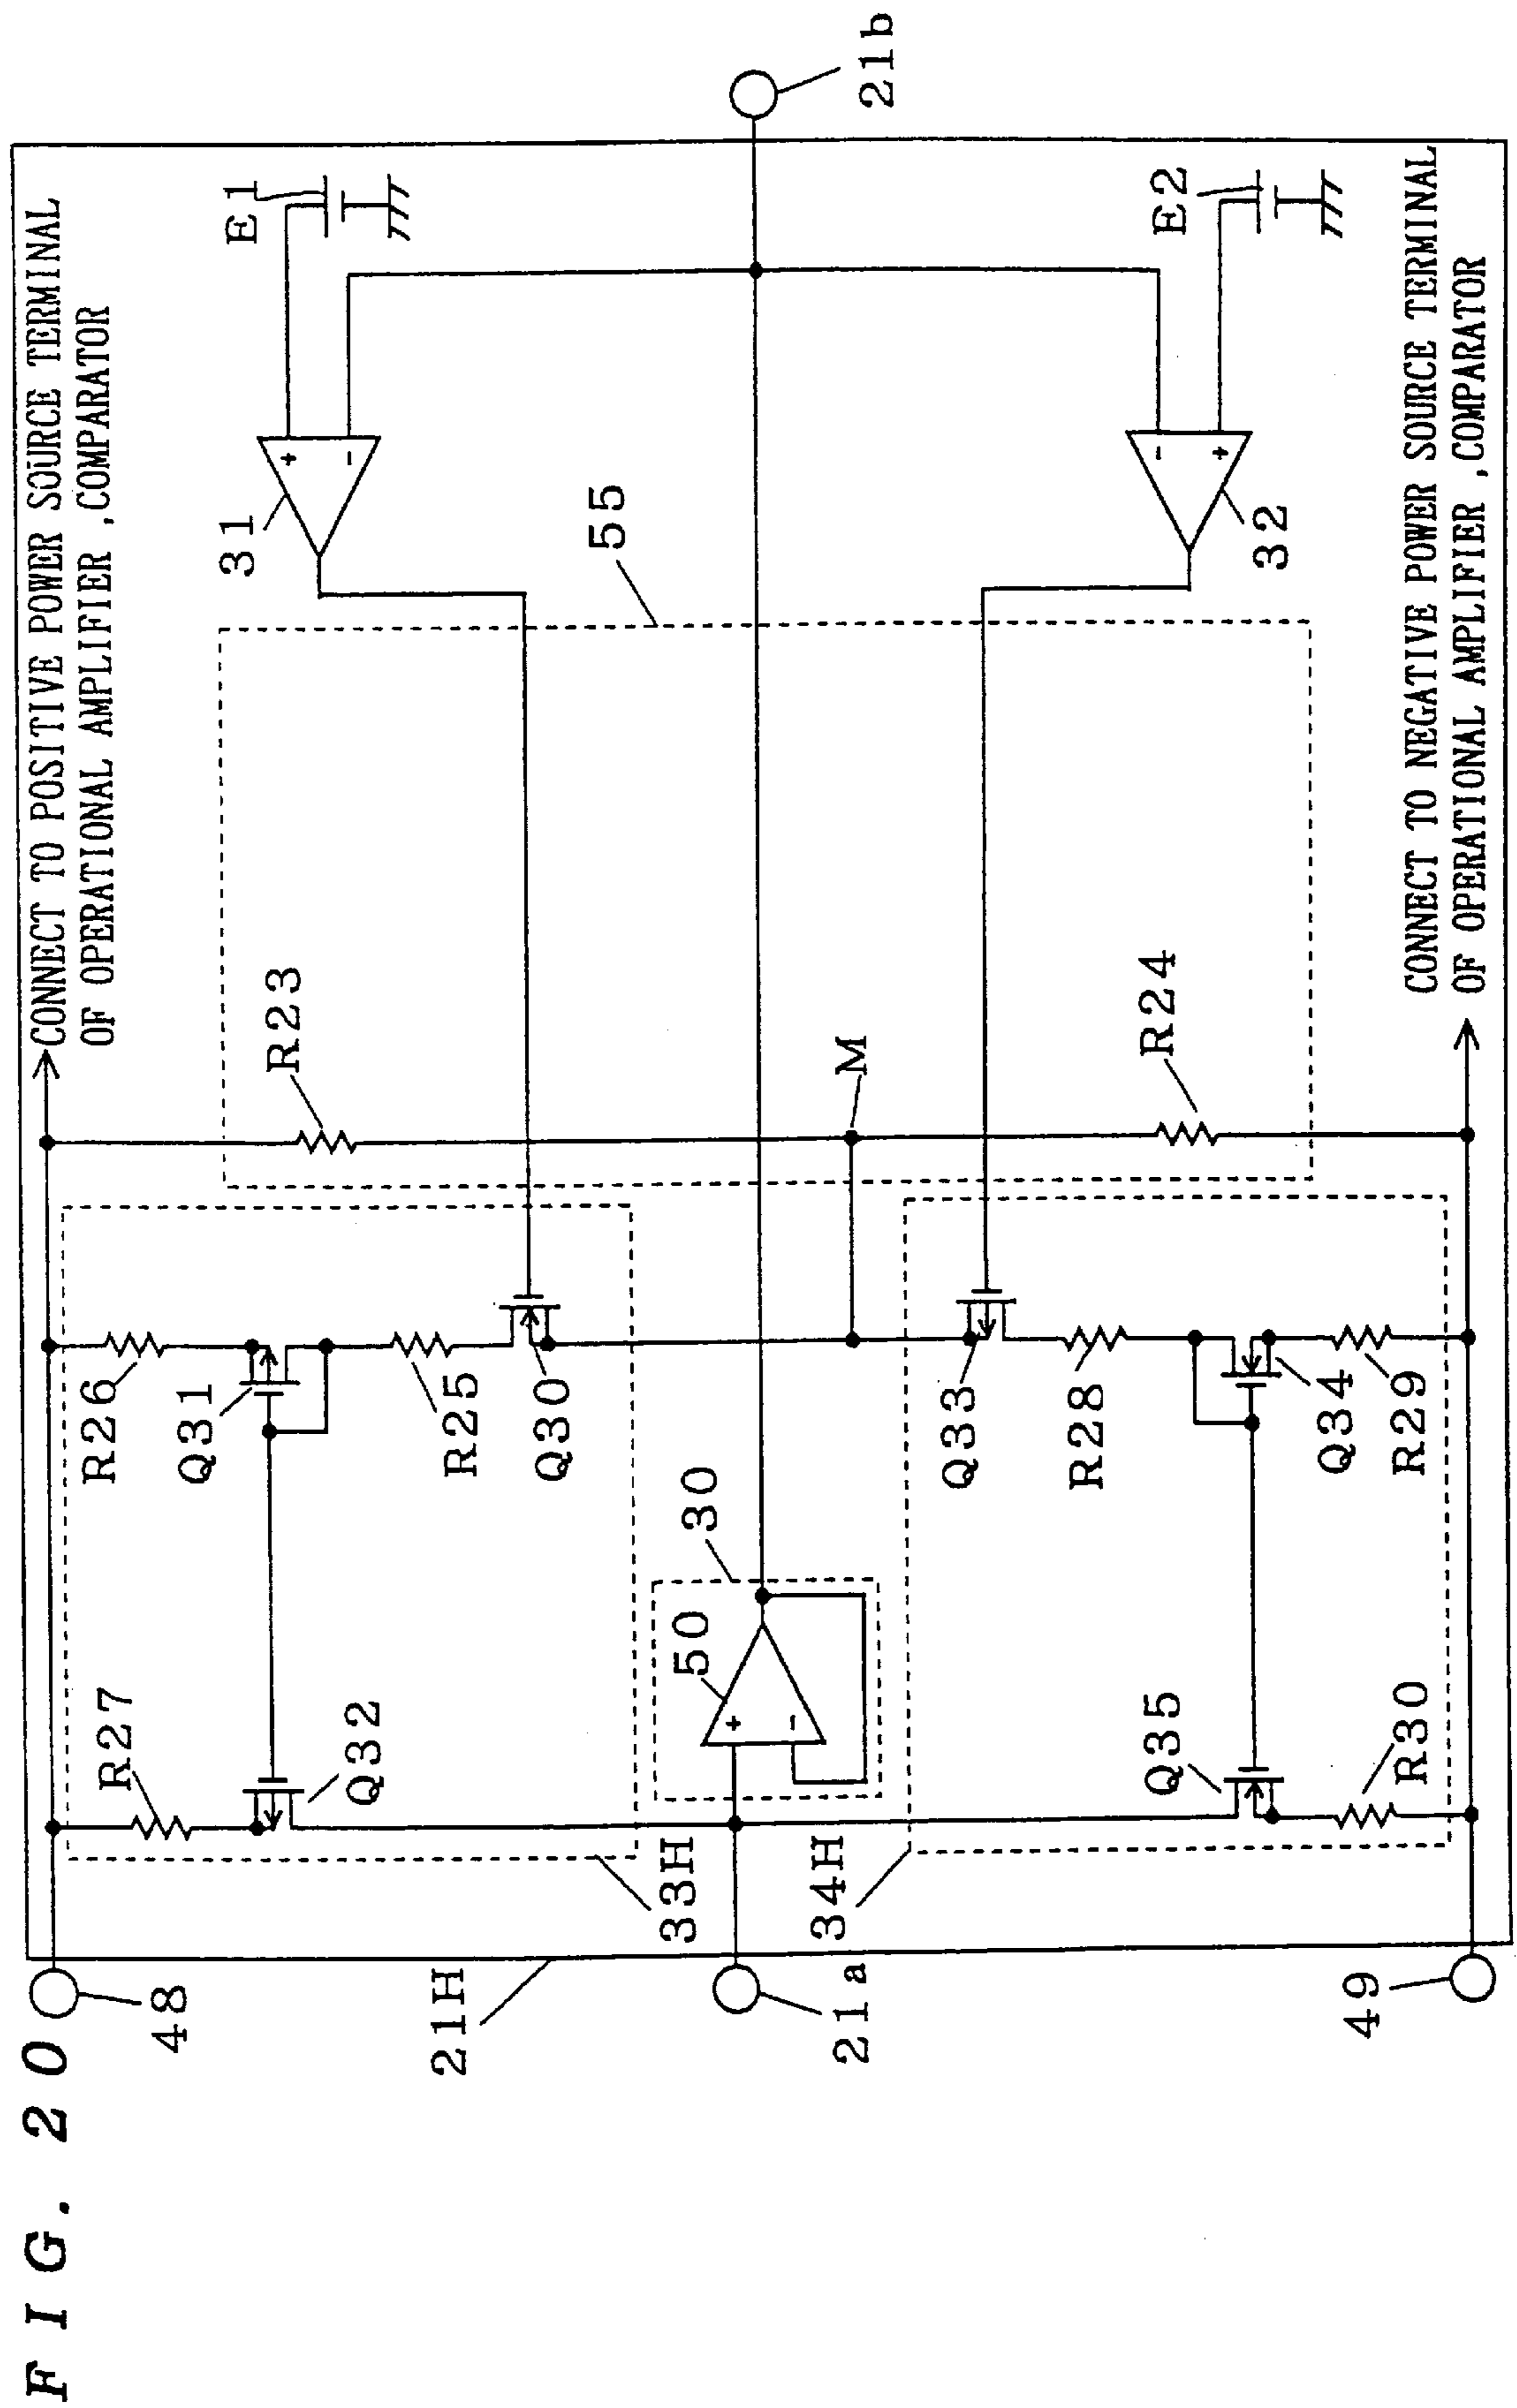 FIG. 20
CONNECT TO POSITIVE POWER SOURCE TERMINAL
OF OPERATIONAL AMPLIFIER ,COMPARATOR
48
R27
R26
R23
E1
Q32
Q31
31
R25
Q30
55
33H
21H
50
30
M
21a
21b
34H
Q33
R28
R24
E2
Q35
Q34
32
R30
R29
49
CONNECT TO NEGATIVE POWER SOURCE TERMINAL
OF OPERATIONAL AMPLIFIER ,COMPARATOR
+
-
+
-
+
-